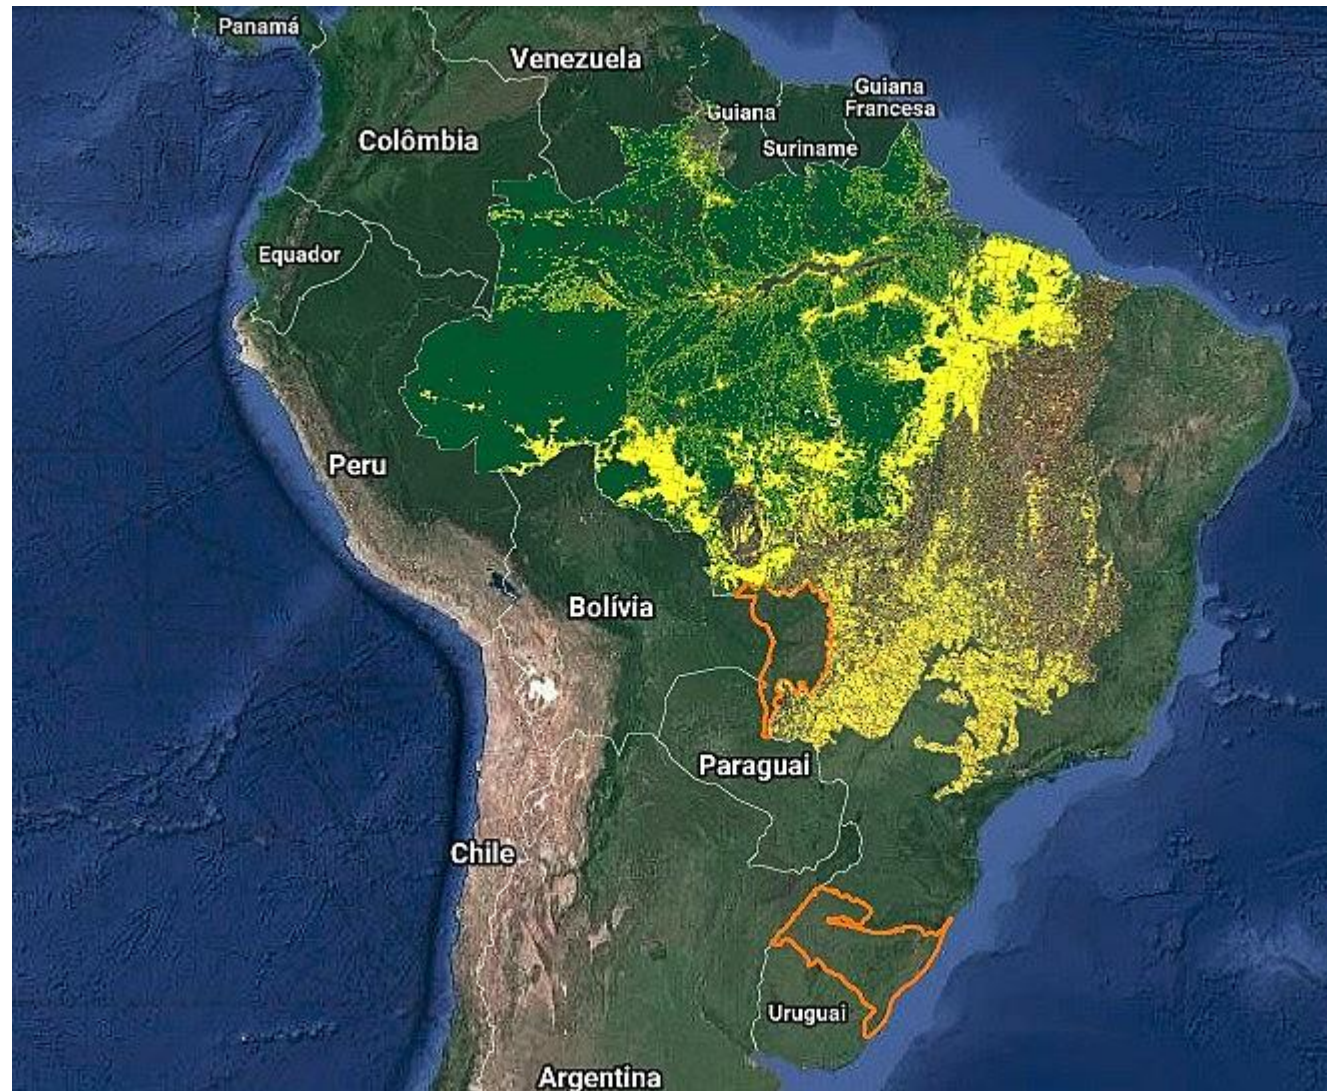 Panamá
Venezuela
Guiana
Francesa
Guiana
Colômbia
Suriname
Equador
Peru
Bolívia
Paraguai
Chile
Uruguai
Argentina